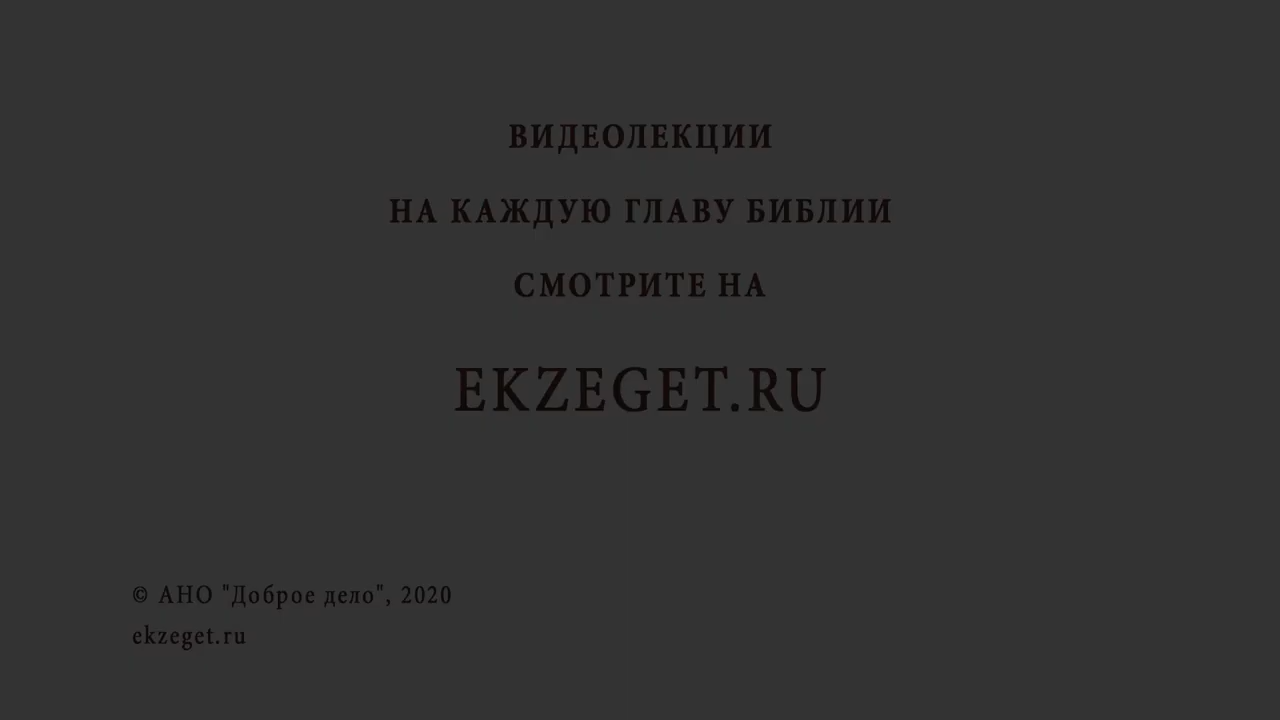 ВИДЕОЛЕКЦИИ
НА КАЖДУЮ ГЛАВУ БИБЛИИ
СМОТРИТЕ НА
EKZEGET.RU
© АНО "Доброе дело", 2020
ekzeget.ru